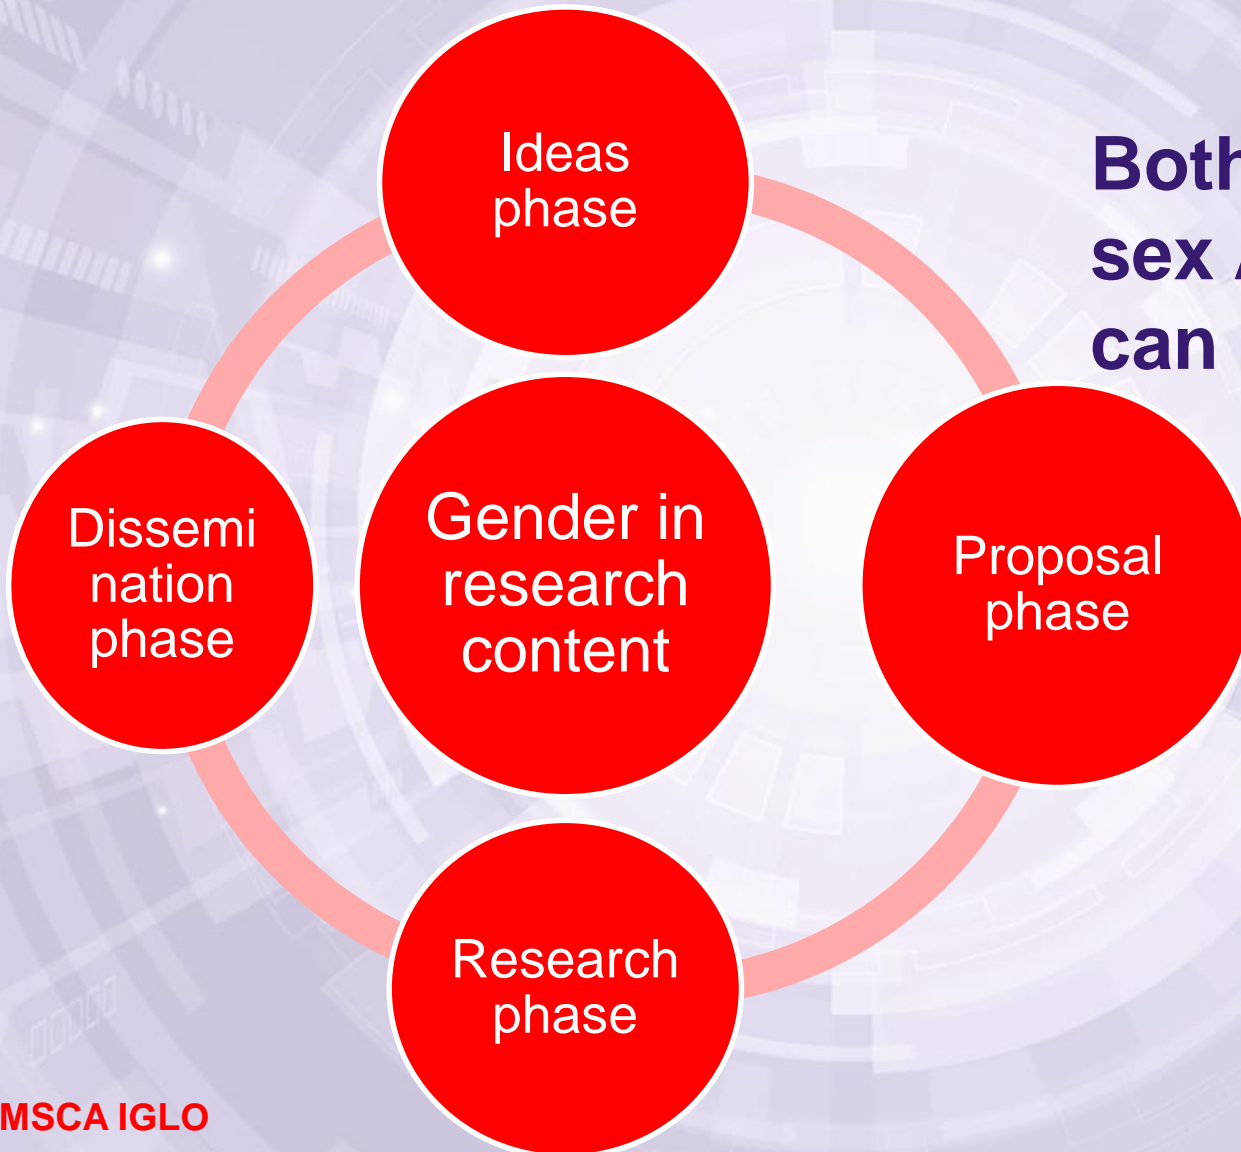 Ideas
phase
Both
sex
can
Dissemi
nation
phase
Gender in
research
content
Proposal
phase
Research
phase
MSCA IGLO